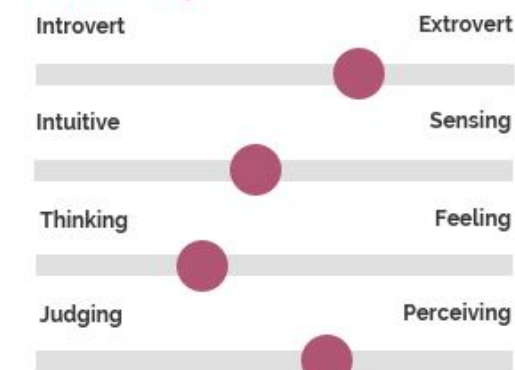 Introvert Extrovert
Intuitive Sensing
Thinking Feeling
Judging Perceiving